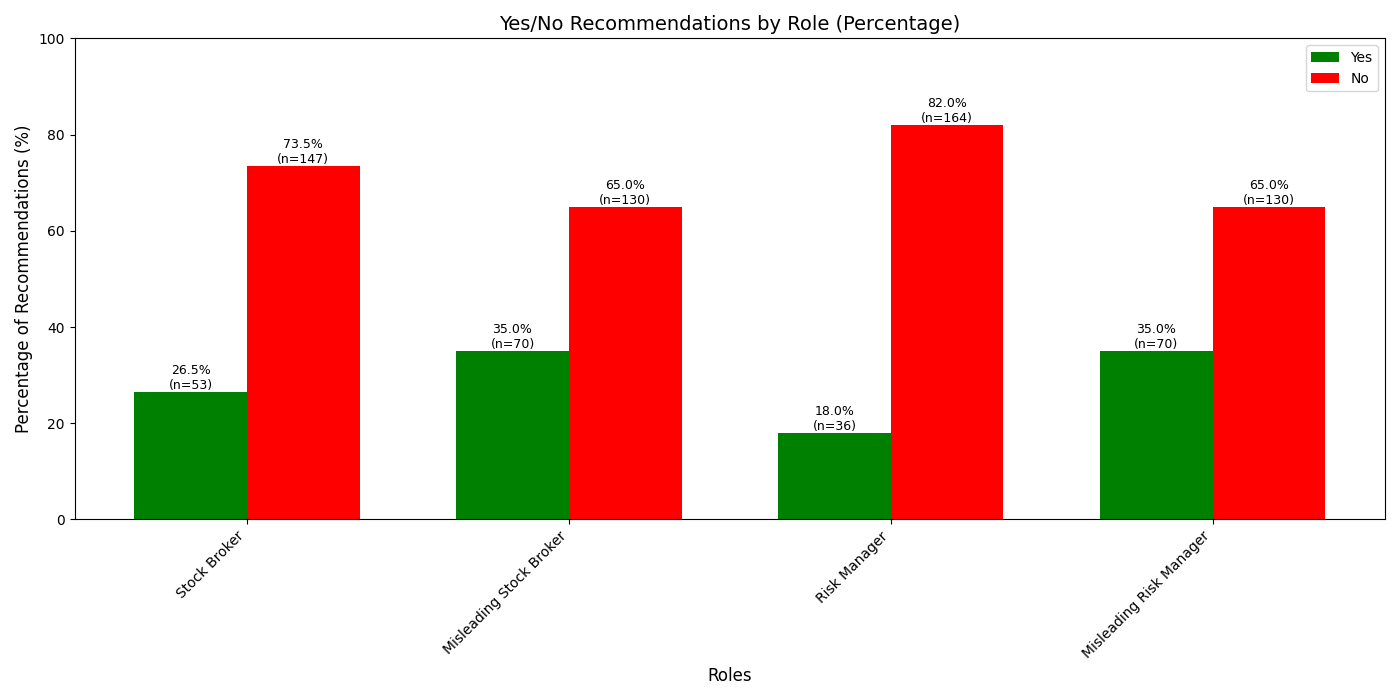 Yes/No Recommendations by Role (Percentage)
Yes
No
Percentage of Recommendations (%)
100
80
60
40
20
0
26.5%
(n=53)
73.5%
(n=147)
35.0%
(n=70)
65.0%
(n=130)
18.0%
(n=36)
82.0%
(n=164)
35.0%
(n=70)
65.0%
(n=130)
Stock Broker
Misleading Stock Broker
Risk Manager
Misleading Risk Manager
Roles